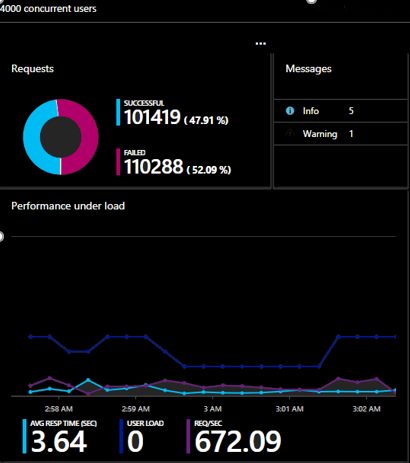 4000 concurrent users
...
Requests
Messages
SUCCESSFUL
101419 ( 47.91 %)
FAILED
110288 ( 52.09 %)
Info 5
Warning 1
Performance under load
2:58 AM 2:59 AM 3 AM 3:01 AM 3:02 AM
AVG RESP TIME (SEC) USER LOAD REQ/SEC
3.64 0 672.09